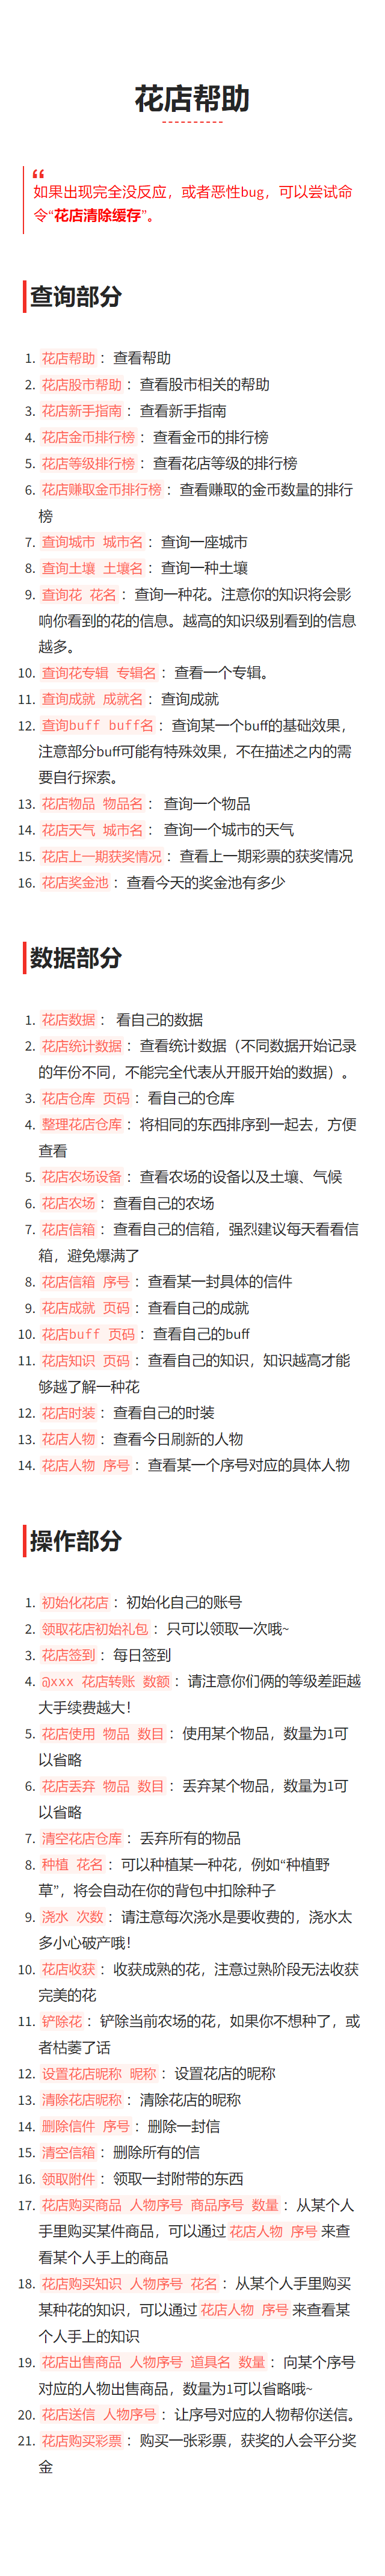 花店帮助
“
如果出现完全没反应，或者恶性bug，可以尝试命
令“花店清除缓存”。
查询部分
1. 花店帮助：查看帮助
2. 花店股市帮助：查看股市相关的帮助
3. 花店新手指南：查看新手指南
4. 花店金币排行榜：查看金币的排行榜
5. 花店等级排行榜：查看花店等级的排行榜
6. 花店赚取金币排行榜：查看赚取的金币数量的排行
榜
7. 查询城市 城市名：查询一座城市
8. 查询土壤 土壤名：查询一种土壤
9. 查询花 花名：查询一种花。注意你的知识将会影
响你看到的花的信息。越高的知识级别看到的信息
越多。
10. 查询花专辑 专辑名：查看一个专辑。
11. 查询成就 成就名：查询成就
12. 查询buff buff名：查询某一个buff的基础效果，
注意部分buff可能有特殊效果，不在描述之内的需
要自行探索。
13. 花店物品 物品名： 查询一个物品
14. 花店天气 城市名： 查询一个城市的天气
15. 花店上一期获奖情况：查看上一期彩票的获奖情况
16. 花店奖金池：查看今天的奖金池有多少
数据部分
1. 花店数据： 看自己的数据
2. 花店统计数据：查看统计数据（不同数据开始记录
的年份不同，不能完全代表从开服开始的数据）。
3. 花店仓库 页码：看自己的仓库
4. 整理花店仓库：将相同的东西排序到一起去，方便
查看
5. 花店农场设备：查看农场的设备以及土壤、气候
6. 花店农场：查看自己的农场
7. 花店信箱：查看自己的信箱，强烈建议每天看看信
箱，避免爆满了
8. 花店信箱 序号：查看某一封具体的信件
9. 花店成就 页码：查看自己的成就
10. 花店buff 页码：查看自己的buff
11. 花店知识 页码：查看自己的知识，知识越高才能
够越了解一种花
12. 花店时装：查看自己的时装
13. 花店人物：查看今日刷新的人物
14. 花店人物 序号：查看某一个序号对应的具体人物
操作部分
1. 初始化花店：初始化自己的账号
2. 领取花店初始礼包：只可以领取一次哦~
3. 花店签到：每日签到
4. @xxx 花店转账 数额：请注意你们俩的等级差距越
大手续费越大！
5. 花店使用 物品 数目：使用某个物品，数量为1可
以省略
6. 花店丢弃 物品 数目：丢弃某个物品，数量为1可
以省略
7. 清空花店仓库：丢弃所有的物品
8. 种植 花名：可以种植某一种花，例如“种植野
草”，将会自动在你的背包中扣除种子
9. 浇水 次数：请注意每次浇水是要收费的，浇水太
多小心破产哦！
10. 花店收获：收获成熟的花，注意过熟阶段无法收获
完美的花
11. 铲除花：铲除当前农场的花，如果你不想种了，或
者枯萎了话
12. 设置花店昵称 昵称：设置花店的昵称
13. 清除花店昵称：清除花店的昵称
14. 删除信件 序号：删除一封信
15. 清空信箱：删除所有的信
16. 领取附件：领取一封附带的东西
17. 花店购买商品 人物序号 商品序号 数量：从某个人
手里购买某件商品，可以通过 花店人物 序号 来查
看某个人手上的商品
18. 花店购买知识 人物序号 花名：从某个人手里购买
某种花的知识，可以通过 花店人物 序号 来查看某
个人手上的知识
19. 花店出售商品 人物序号 道具名 数量：向某个序号
对应的人物出售商品，数量为1可以省略哦~
20. 花店送信 人物序号：让序号对应的人物帮你送信。
21. 花店购买彩票：购买一张彩票，获奖的人会平分奖
金